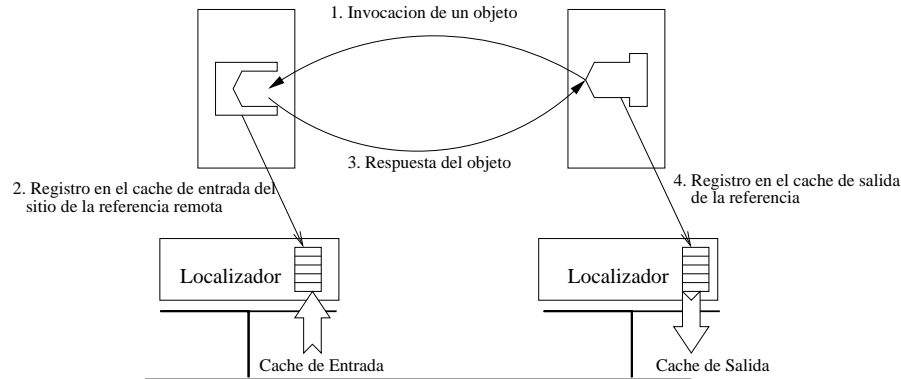 1. Invocacion de un objeto
3. Respuesta del objeto
2. Registro en el cache de entrada del
sitio de la referencia remota
4. Registro en el cache de salida
de la referencia
Localizador
Localizador
Cache de Entrada
Cache de Salida